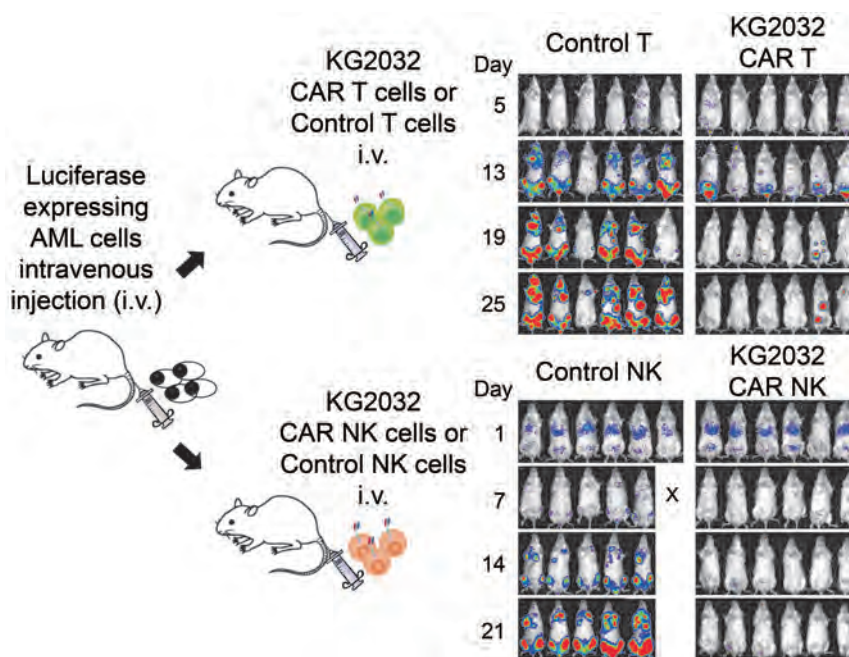 Luciferase
expressing
AML cells
intravenous
injection (i.v.)
KG2032
CAR T cells or
Control T cells
i.v.
KG2032
CAR NK cells or
Control NK cells
i.v.
Day
Control T
KG2032
CAR T
5
13
19
25
Day
Control NK
KG2032
CAR NK
1
7
X
14
21